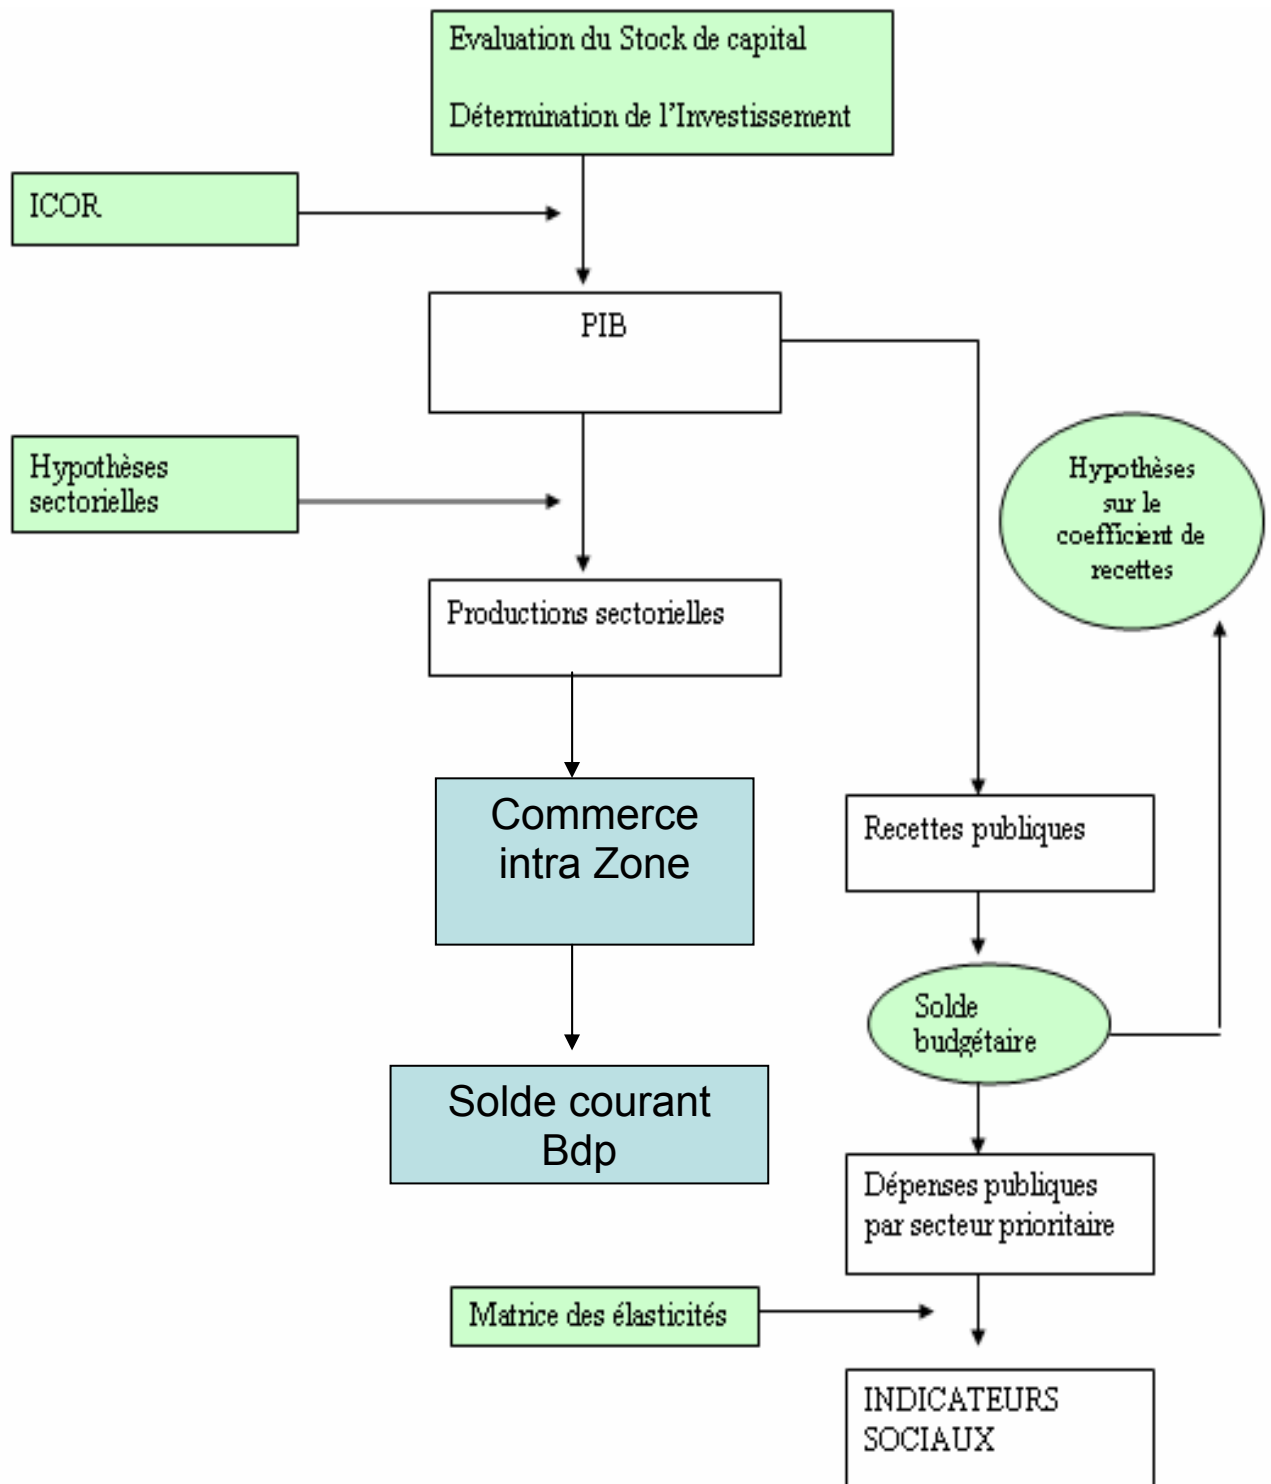 Evaluation du Stock de capital
Détermination de l'Investissement
ICOR
PIB
Hypothèses
sectorielles
Hypothèses
sur le
coefficient de
recettes
Productions sectorielles
Commerce
intra Zone
Recettes publiques
Solde
budgétaire
Solde courant
Bdp
Dépenses publiques
par secteur prioritaire
Matrice des élasticités
INDICATEURS
SOCIAUX